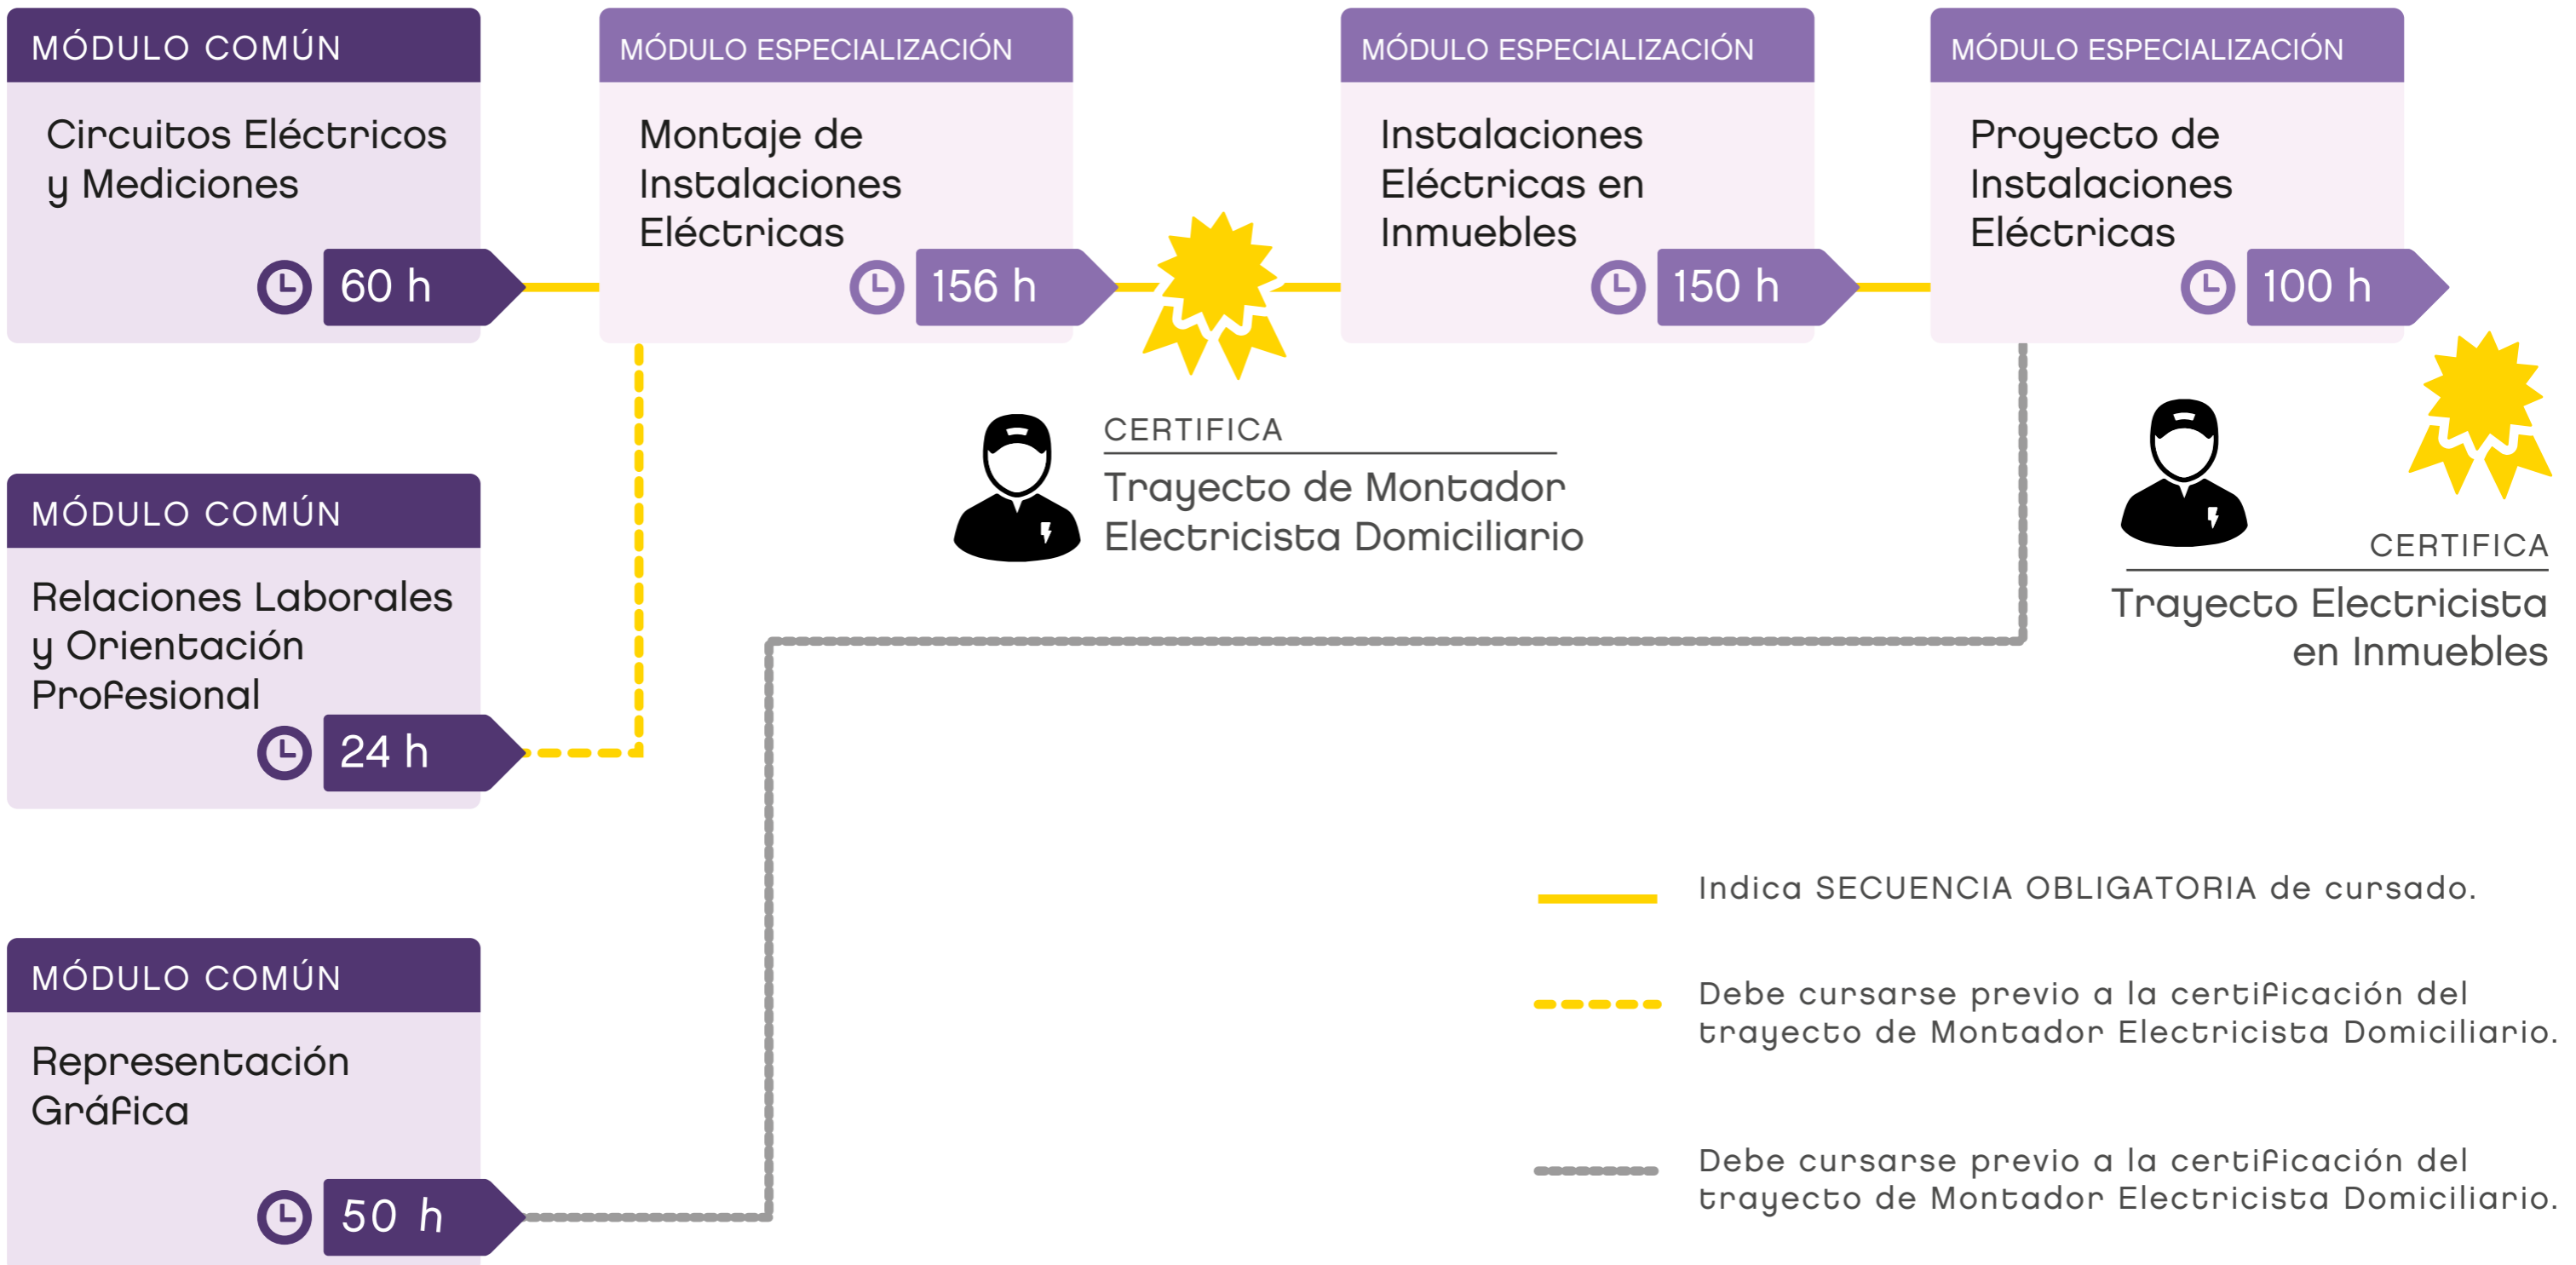 MÓDULO COMÚN
Circuitos Eléctricos
y Mediciones
60 h
MÓDULO ESPECIALIZACIÓN
Montaje de
Instalaciones
Eléctricas
156 h
MÓDULO ESPECIALIZACIÓN
Instalaciones
Eléctricas en
Inmuebles
150 h
MÓDULO ESPECIALIZACIÓN
Proyecto de
Instalaciones
Eléctricas
100 h
CERTIFICA
Trayecto de Montador
Electricista Domiciliario
CERTIFICA
Trayecto Electricista
en Inmuebles
MÓDULO COMÚN
Relaciones Laborales
y Orientación
Profesional
24 h
MÓDULO COMÚN
Representación
Gráfica
50 h
Indica SECUENCIA OBLIGATORIA de cursado.
Debe cursarse previo a la certificación del
trayecto de Montador Electricista Domiciliario.
Debe cursarse previo a la certificación del
trayecto de Montador Electricista Domiciliario.